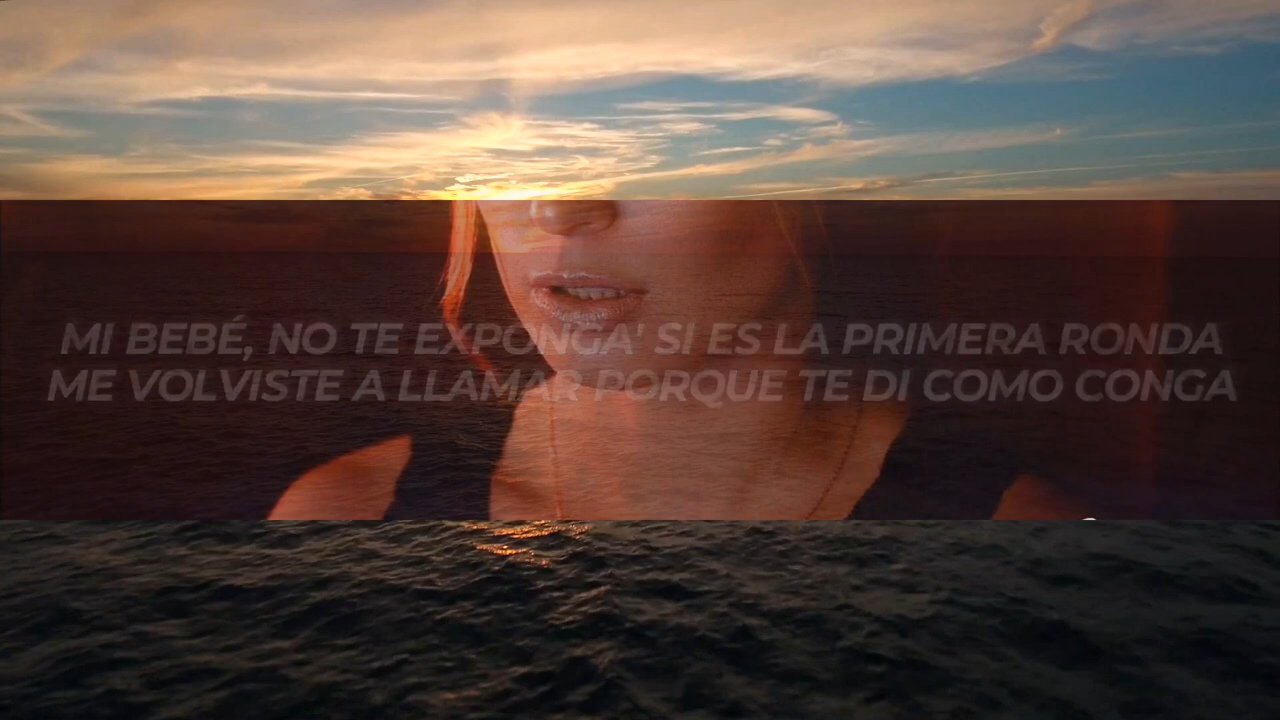 MI BEBÉ, NO TE EXPONGA' SI ES LA PRIMERA RONDA
ME VOLVISTE A LLAMAR PORQUE TE DI COMO CONGA